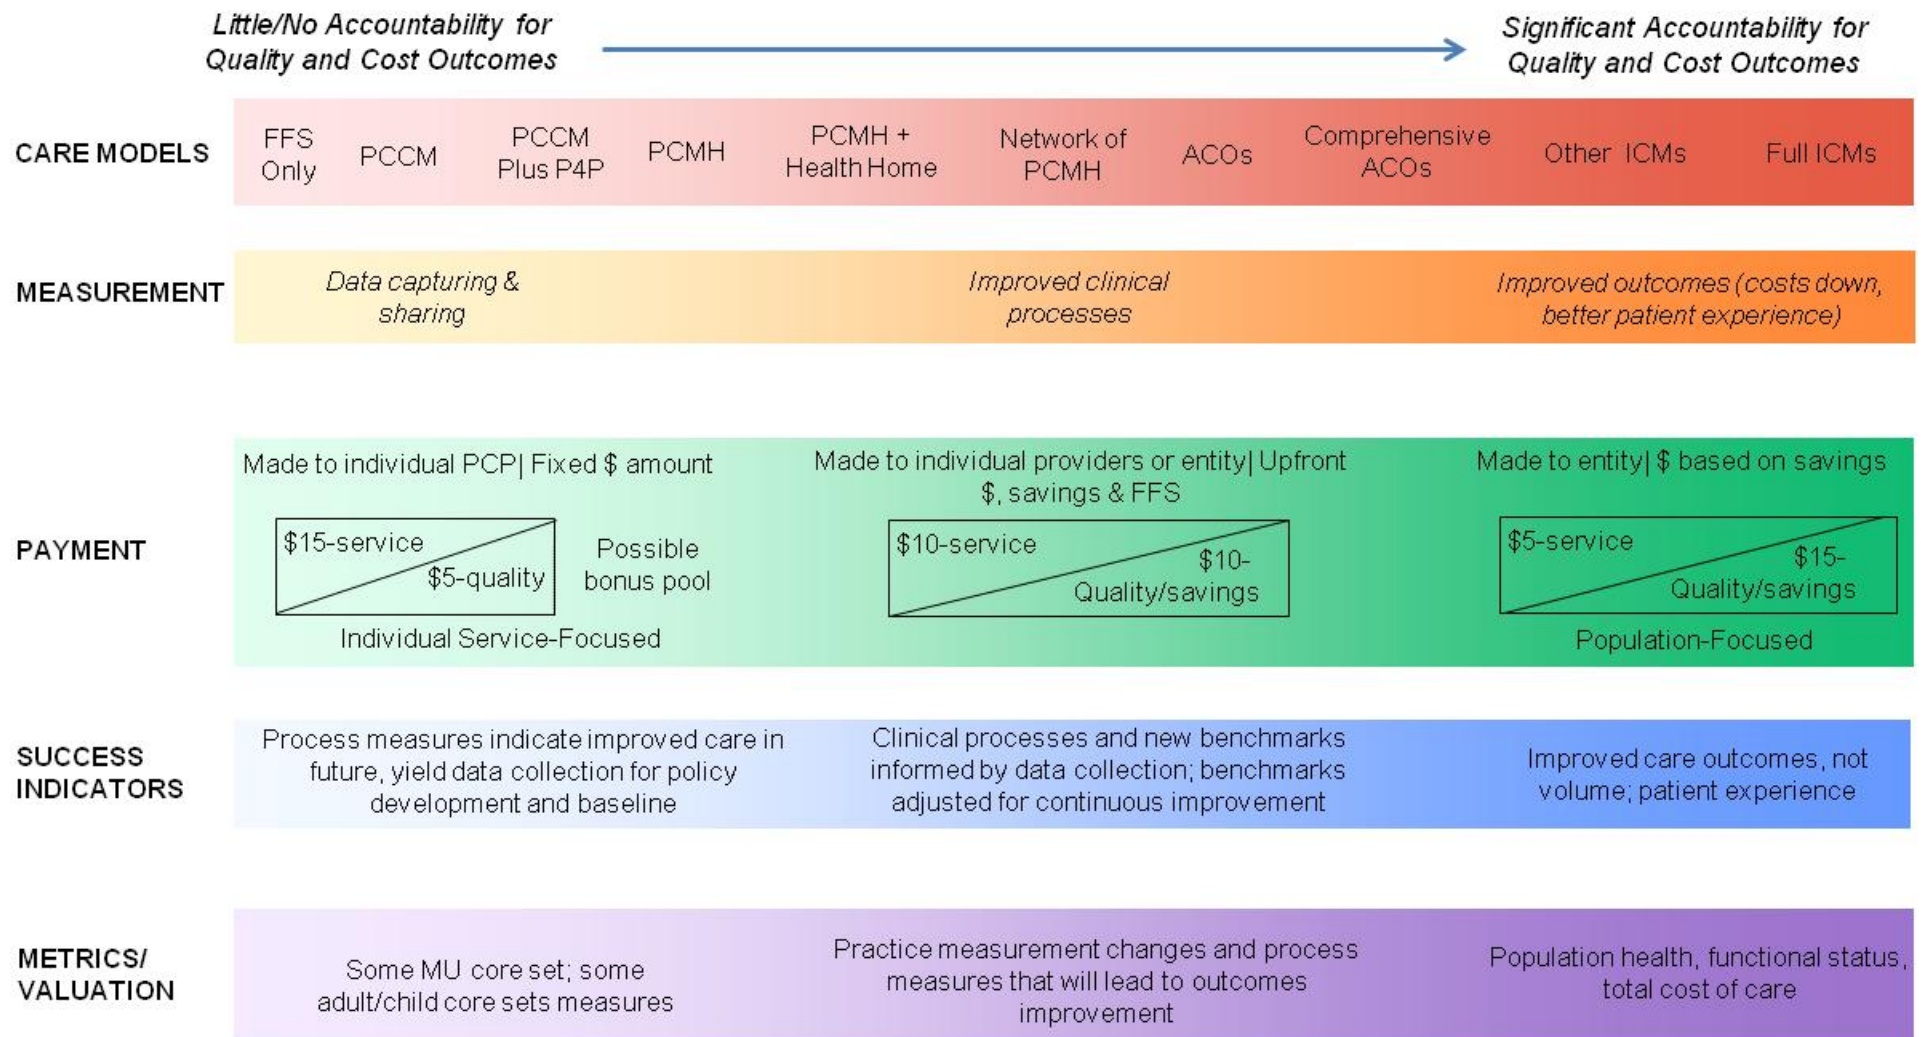 Little/No Accountability for
Quality and Cost Outcomes
Significant Accountability for
Quality and Cost Outcomes
CARE MODELS
FFS
Only
PCCM
PCCM
Plus P4P
PCMH
PCMH +
Health Home
Network of
PCMH
ACOs
Comprehensive
ACOs
Other ICMs
Full ICMs
MEASUREMENT
Data capturing &
sharing
Improved clinical
processes
Improved outcomes (costs down,
better patient experience)
PAYMENT
Made to individual PCP| Fixed $ amount
$15-service
$5-quality
Possible
bonus pool
Individual Service-Focused
Made to individual providers or entity| Upfront
$, savings & FFS
$10-service
$10-
Quality/savings
Made to entity| $ based on savings
$5-service
$15-
Quality/savings
Population-Focused
SUCCESS
INDICATORS
Process measures indicate improved care in
future, yield data collection for policy
development and baseline
Clinical processes and new benchmarks
informed by data collection; benchmarks
adjusted for continuous improvement
Improved care outcomes, not
volume; patient experience
METRICS/
VALUATION
Some MU core set; some
adult/child core sets measures
Practice measurement changes and process
measures that will lead to outcomes
improvement
Population health, functional status,
total cost of care